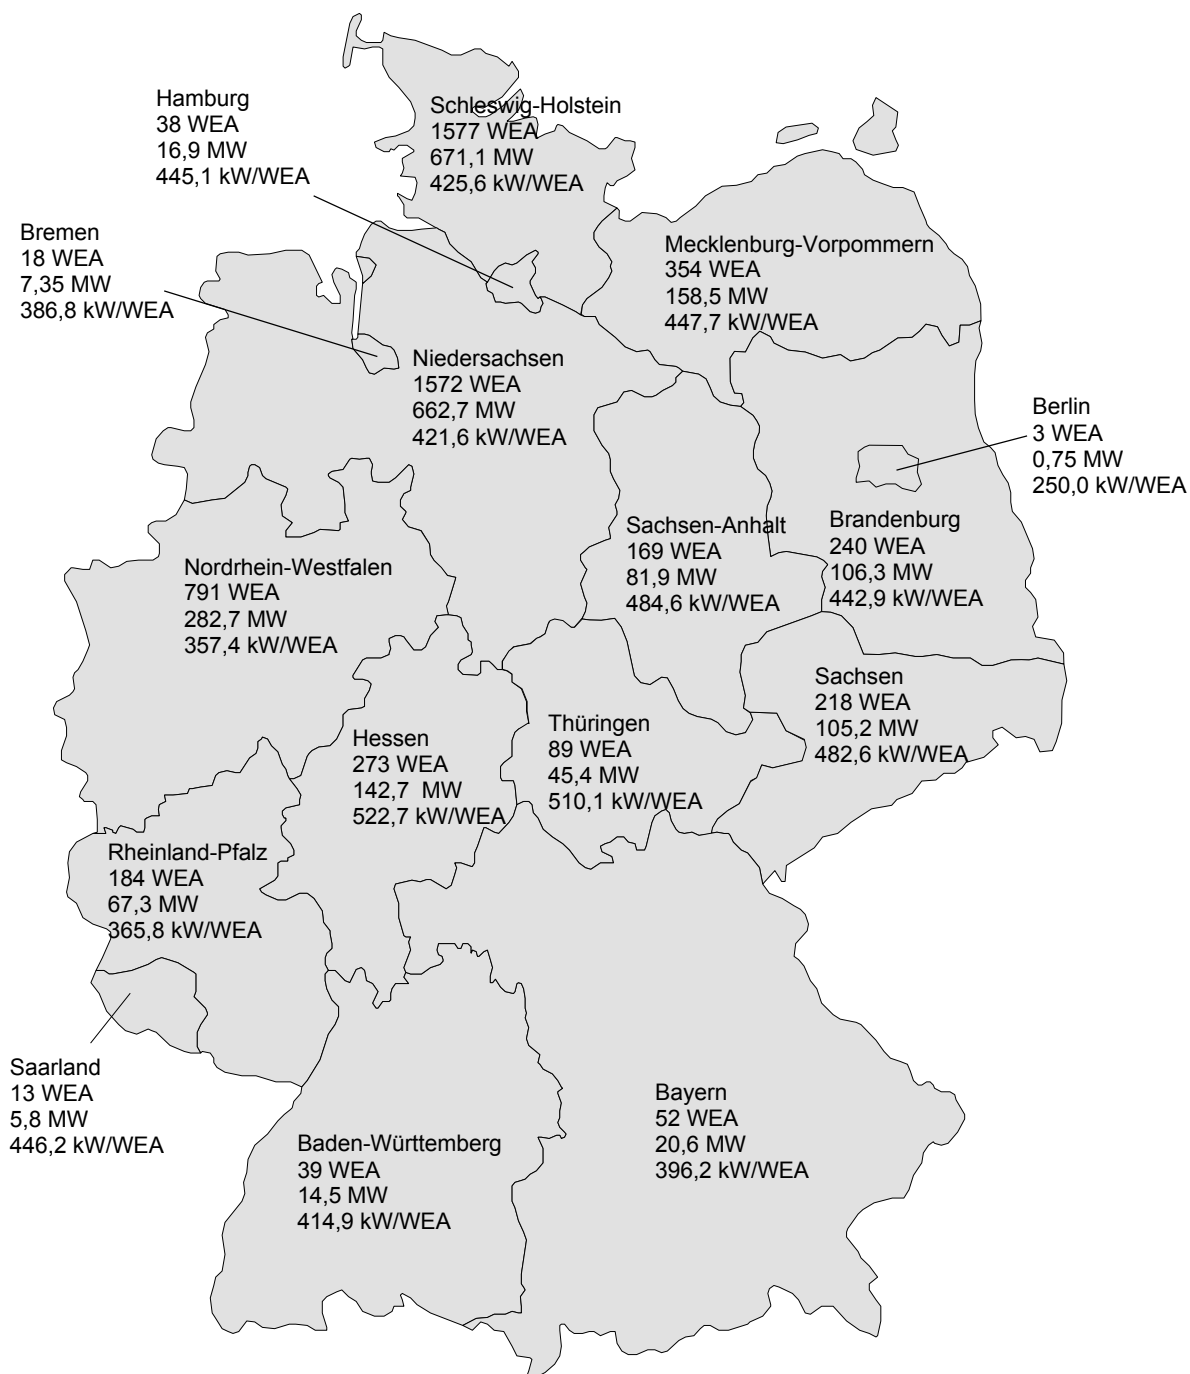 Hamburg
38 WEA
16,9 MW
445,1 kW/WEA
Schleswig-Holstein
1577 WEA
671,1 MW
425,6 kW/WEA
Bremen
18 WEA
7,35 MW
386,8 kW/WEA
Mecklenburg-Vorpommern
354 WEA
158,5 MW
447,7 kW/WEA
Niedersachsen
1572 WEA
662,7 MW
421,6 kW/WEA
Berlin
3 WEA
0,75 MW
250,0 kW/WEA
Sachsen-Anhalt
169 WEA
81,9 MW
484,6 kW/WEA
Brandenburg
240 WEA
106,3 MW
442,9 kW/WEA
Nordrhein-Westfalen
791 WEA
282,7 MW
357,4 kW/WEA
Sachsen
218 WEA
105,2 MW
482,6 kW/WEA
Thüringen
89 WEA
45,4 MW
510,1 kW/WEA
Hessen
273 WEA
142,7  MW
522,7 kW/WEA
Rheinland-Pfalz
184 WEA
67,3 MW
365,8 kW/WEA
Saarland
13 WEA
5,8 MW
446,2 kW/WEA
Bayern
52 WEA
20,6 MW
396,2 kW/WEA
Baden-Württemberg
39 WEA
14,5 MW
414,9 kW/WEA